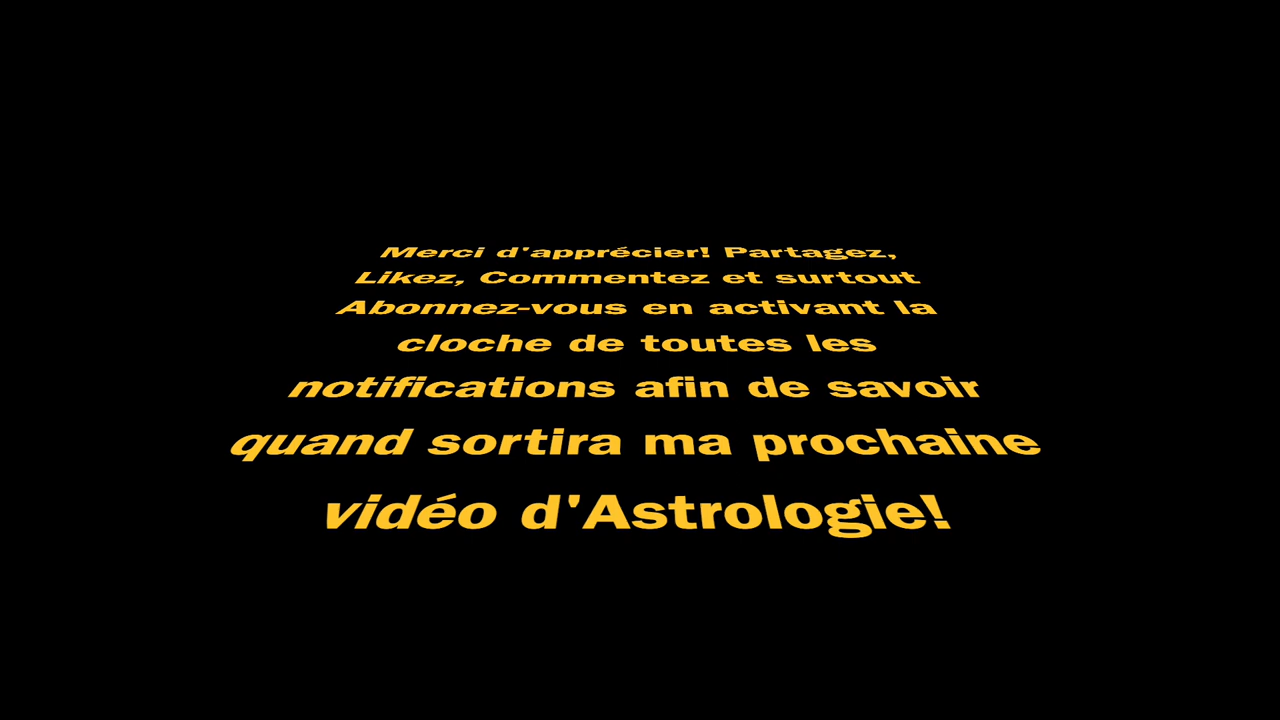 Merci d'apprécier! Partagez,
Likez, Commentez et surtout
Abonnez-vous en activant la
cloche de toutes les
notifications afin de savoir
quand sortira ma prochaine
vidéo d'Astrologie!